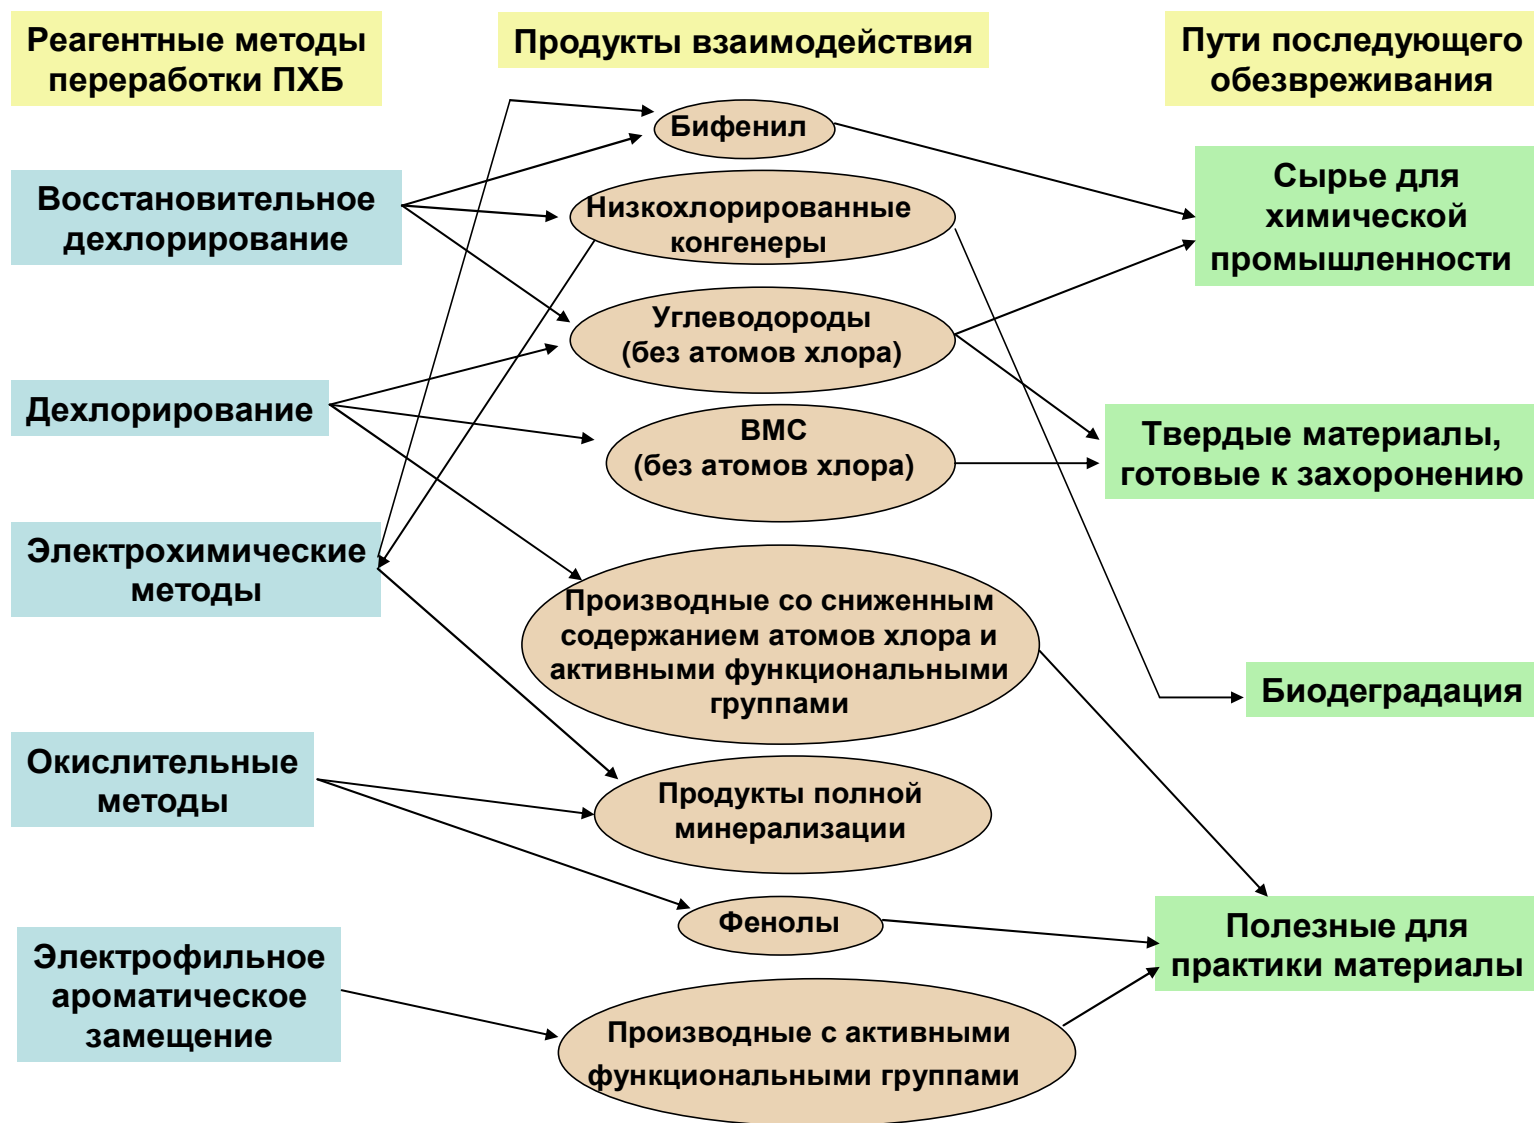 Реагентные методы
переработки ПХБ
Продукты взаимодействия
Пути последующего
обезвреживания
Восстановительное
дехлорирование
Дехлорирование
Электрохимические
методы
Окислительные
методы
Электрофильное
ароматическое
замещение
Бифенил
Низкохлорированные
конгенеры
Углеводороды
(без атомов хлора)
ВМС
(без атомов хлора)
Производные со сниженным
содержанием атомов хлора и
активными функциональными
группами
Продукты полной
минерализации
Фенолы
Производные с активными
функциональными группами
Сырье для
химической
промышленности
Твердые материалы,
готовые к захоронению
Биодеградация
Полезные для
практики материалы